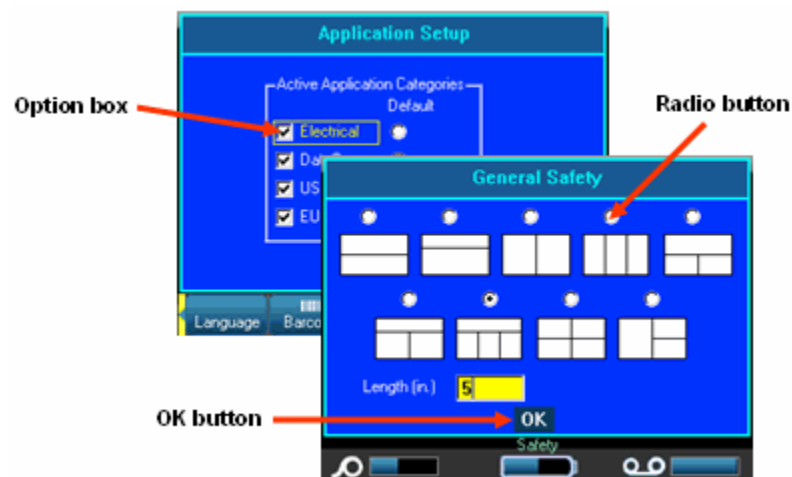 Application Setup
Active Application Categories
Default
Option box
Electrical
Radio button
US
EU
General Safety
Language
Length (in.) 5
OK button
OK
Safety